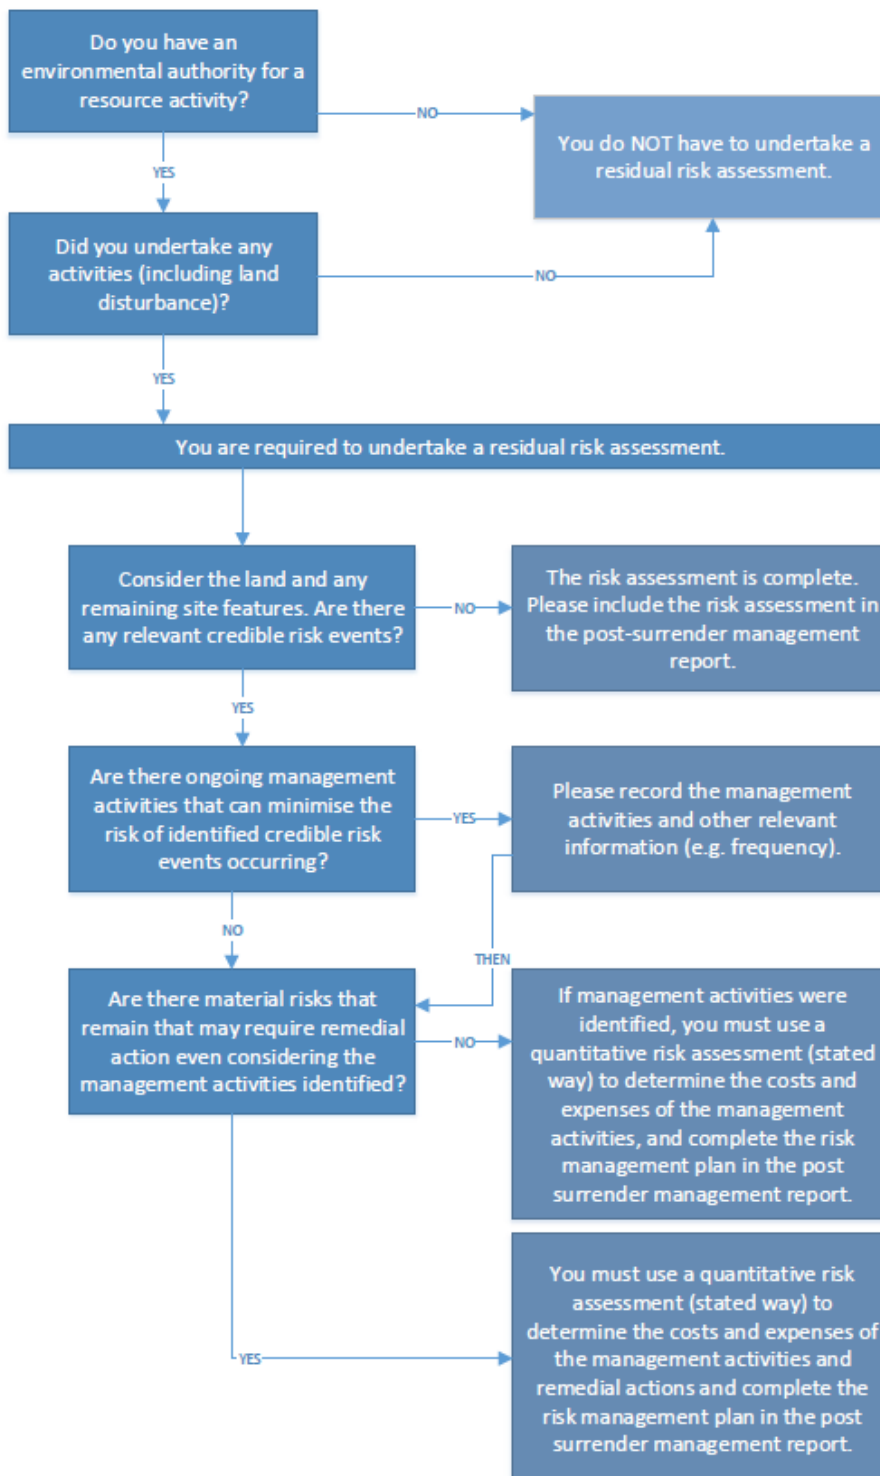 Do you have an
environmental authority for a
resource activity?
NO
You do NOT have to undertake a
residual risk assessment.
YES
Did you undertake any
activities (including land
disturbance)?
NO
YES
You are required to undertake a residual risk assessment.
Consider the land and any
remaining site features. Are there
any relevant credible risk events?
NO
The risk assessment is complete.
Please include the risk assessment in
the post-surrender management
report.
YES
Are there ongoing management
activities that can minimise the
risk of identified credible risk
events occurring?
YES
Please record the management
activities and other relevant
information (e.g. frequency).
NO
THEN
Are there material risks that
remain that may require remedial
action even considering the
management activities identified?
NO
If management activities were
identified, you must use a
quantitative risk assessment (stated
way) to determine the costs and
expenses of the management
activities, and complete the risk
management plan in the post
surrender management report.
YES
You must use a quantitative risk
assessment (stated way) to
determine the costs and expenses of
the management activities and
remedial actions and complete the
risk management plan in the post
surrender management report.